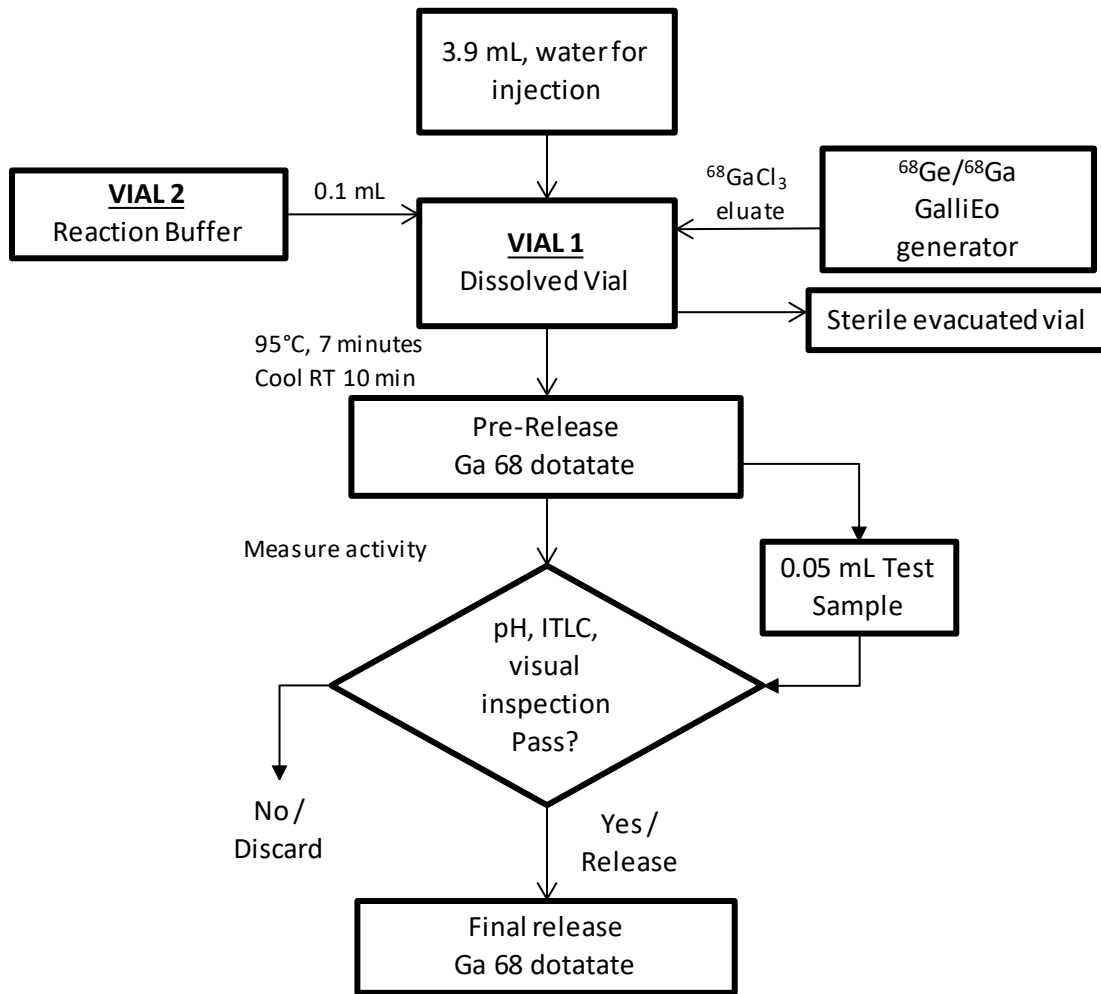 3.9 mL, water for
injection
VIAL 2
Reaction Buffer
0.1 mL
VIAL 1
Dissolved Vial
⁶⁸GaCl₃
eluate
⁶⁸Ge/⁶⁸Ga
GalliEo
generator
Sterile evacuated vial
95°C, 7 minutes
Cool RT 10 min
Pre-Release
Ga 68 dotatate
Measure activity
0.05 mL Test
Sample
pH, ITLC,
visual
inspection
Pass?
No /
Discard
Yes /
Release
Final release
Ga 68 dotatate